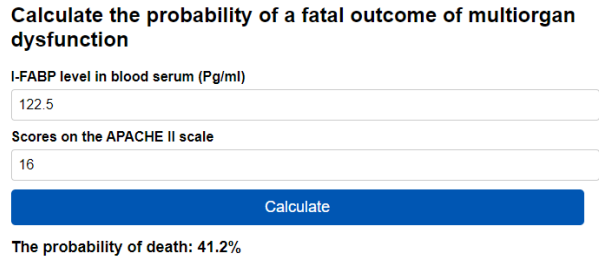 Calculate the probability of a fatal outcome of multiorgan
dysfunction
I-FABP level in blood serum (Pg/ml)
122.5
Scores on the APACHE II scale
16
Calculate
The probability of death: 41.2%